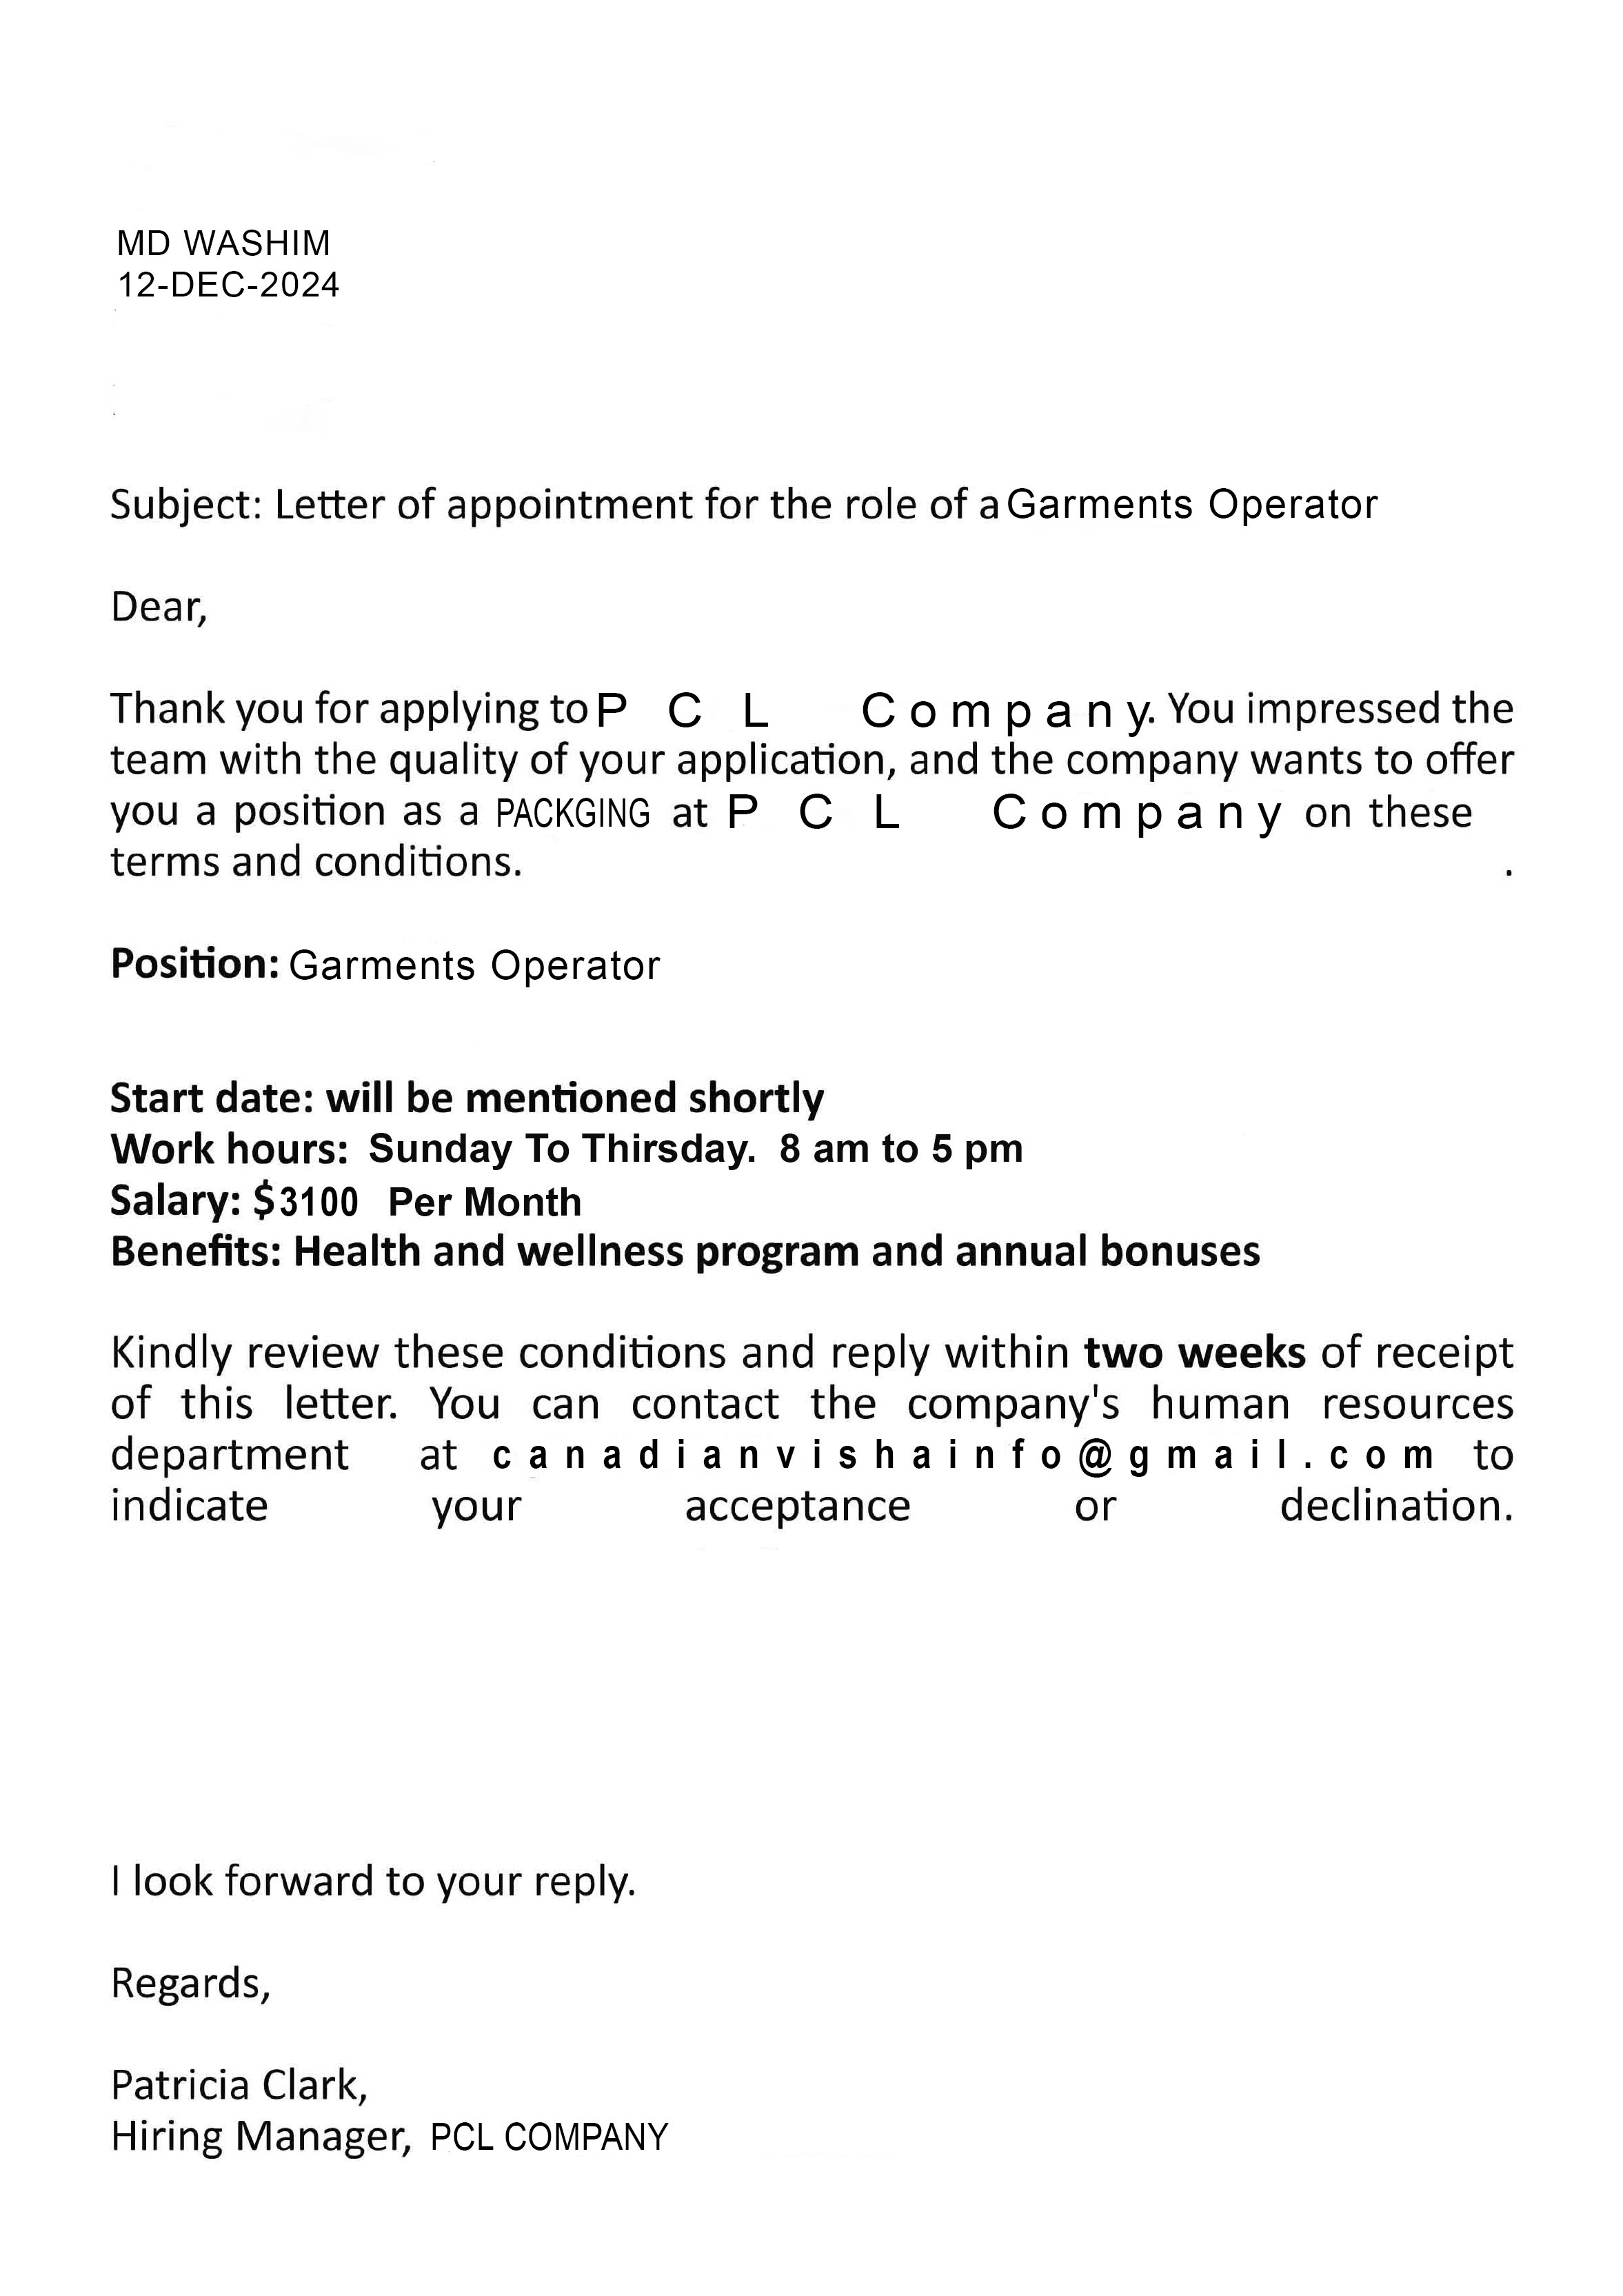 MD WASHIM
12-DEC-2024
Subject: Letter of appointment for the role of a Garments Operator
Dear,
Thank you for applying to P C L Company. You impressed the
team with the quality of your application, and the company wants to offer
you a position as a PACKGING at P C L Company on these
terms and conditions.
Position: Garments Operator
Start date: will be mentioned shortly
Work hours: Sunday To Thirsday. 8 am to 5 pm
Salary: $3100 Per Month
Benefits: Health and wellness program and annual bonuses
Kindly review these conditions and reply within two weeks of receipt
of this letter. You can contact the company's human resources
department at canadianvishainfo@gmail.com to
indicate your acceptance or declination.
I look forward to your reply.
Regards,
Patricia Clark,
Hiring Manager, PCL COMPANY